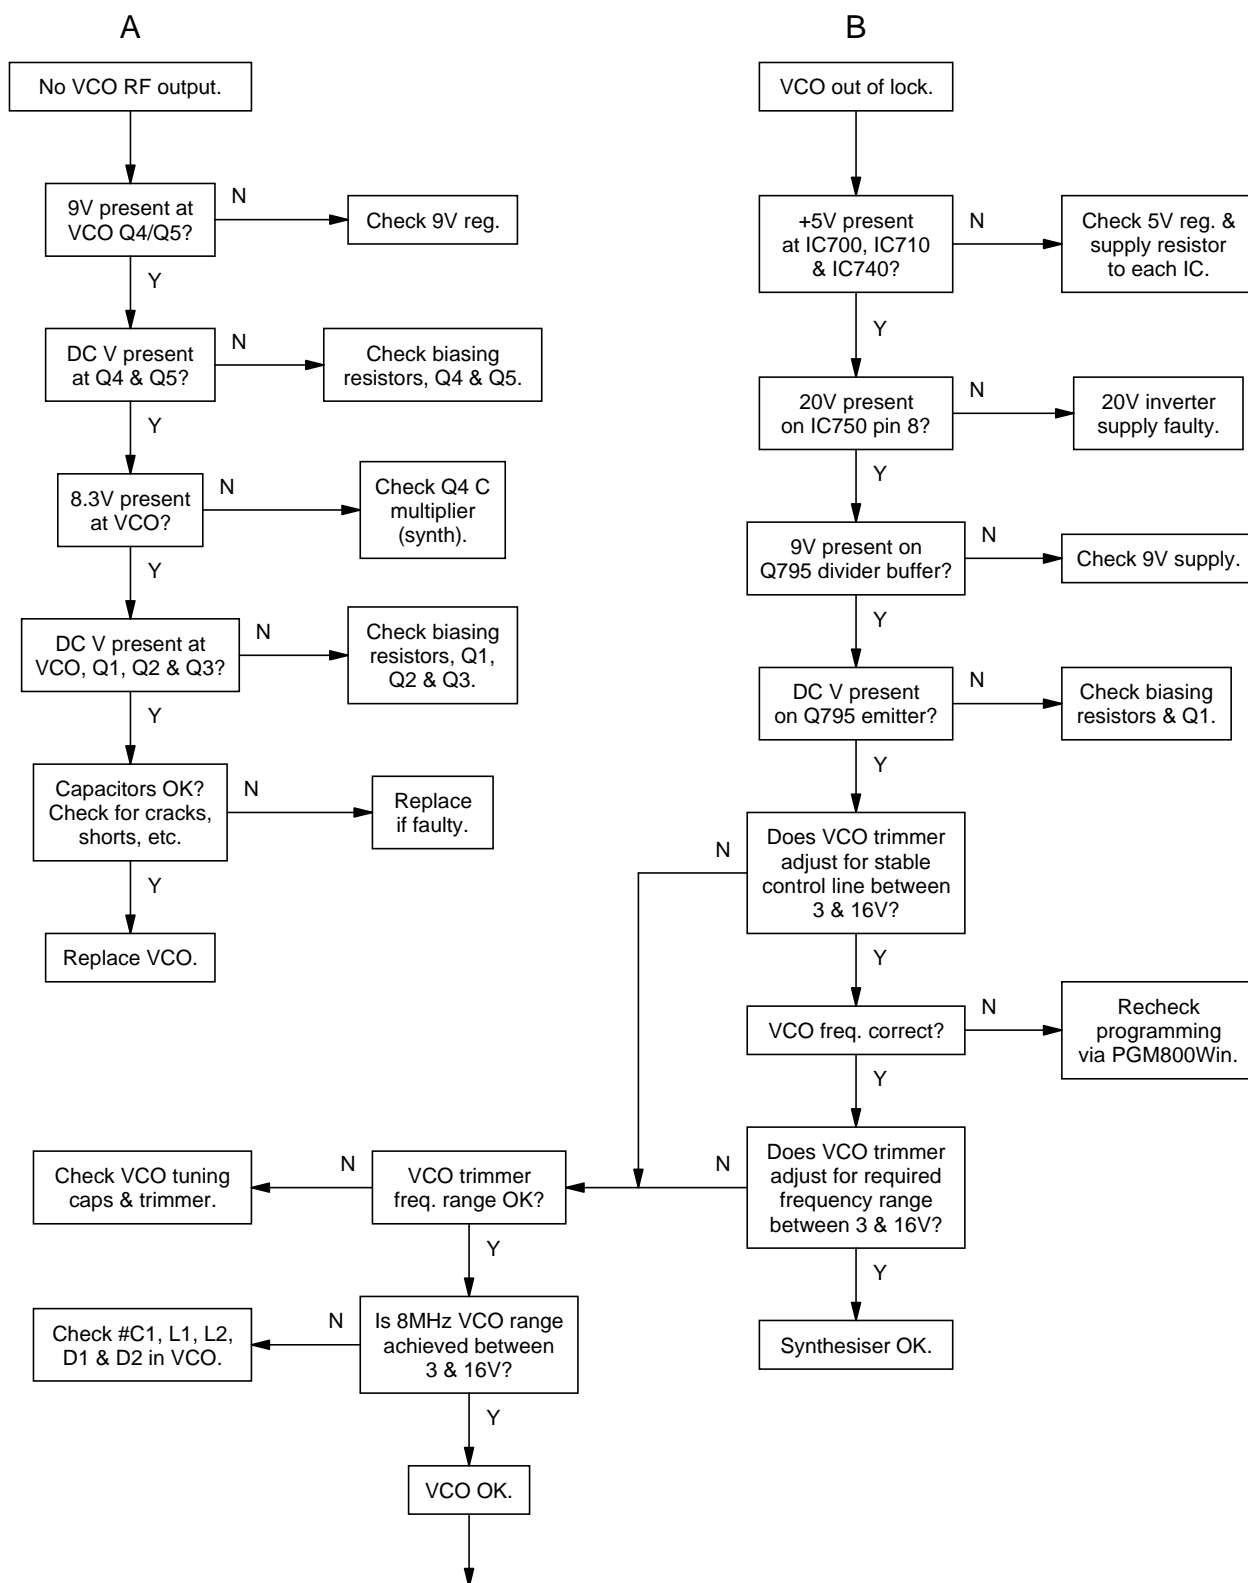 A
No VCO RF output.
9V present at
VCO Q4/Q5?
N
Check 9V reg.
Y
DC V present
at Q4 & Q5?
N
Check biasing
resistors, Q4 & Q5.
Y
8.3V present
at VCO?
N
Check Q4 C
multiplier
(synth).
Y
DC V present at
VCO, Q1, Q2 & Q3?
N
Check biasing
resistors, Q1,
Q2 & Q3.
Y
Capacitors OK?
Check for cracks,
shorts, etc.
N
Replace
if faulty.
Y
Replace VCO.
B
VCO out of lock.
+5V present
at IC700, IC710
& IC740?
N
Check 5V reg. &
supply resistor
to each IC.
Y
20V present
on IC750 pin 8?
N
20V inverter
supply faulty.
Y
9V present on
Q795 divider buffer?
N
Check 9V supply.
Y
DC V present
on Q795 emitter?
N
Check biasing
resistors & Q1.
Y
Does VCO trimmer
adjust for stable
control line between
3 & 16V?
N
Y
VCO freq. correct?
N
Recheck
programming
via PGM800Win.
Y
Does VCO trimmer
adjust for required
frequency range
between 3 & 16V?
N
Y
Synthesiser OK.
VCO trimmer
freq. range OK?
N
Check VCO tuning
caps & trimmer.
Y
Is 8MHz VCO range
achieved between
3 & 16V?
N
Check #C1, L1, L2,
D1 & D2 in VCO.
Y
VCO OK.